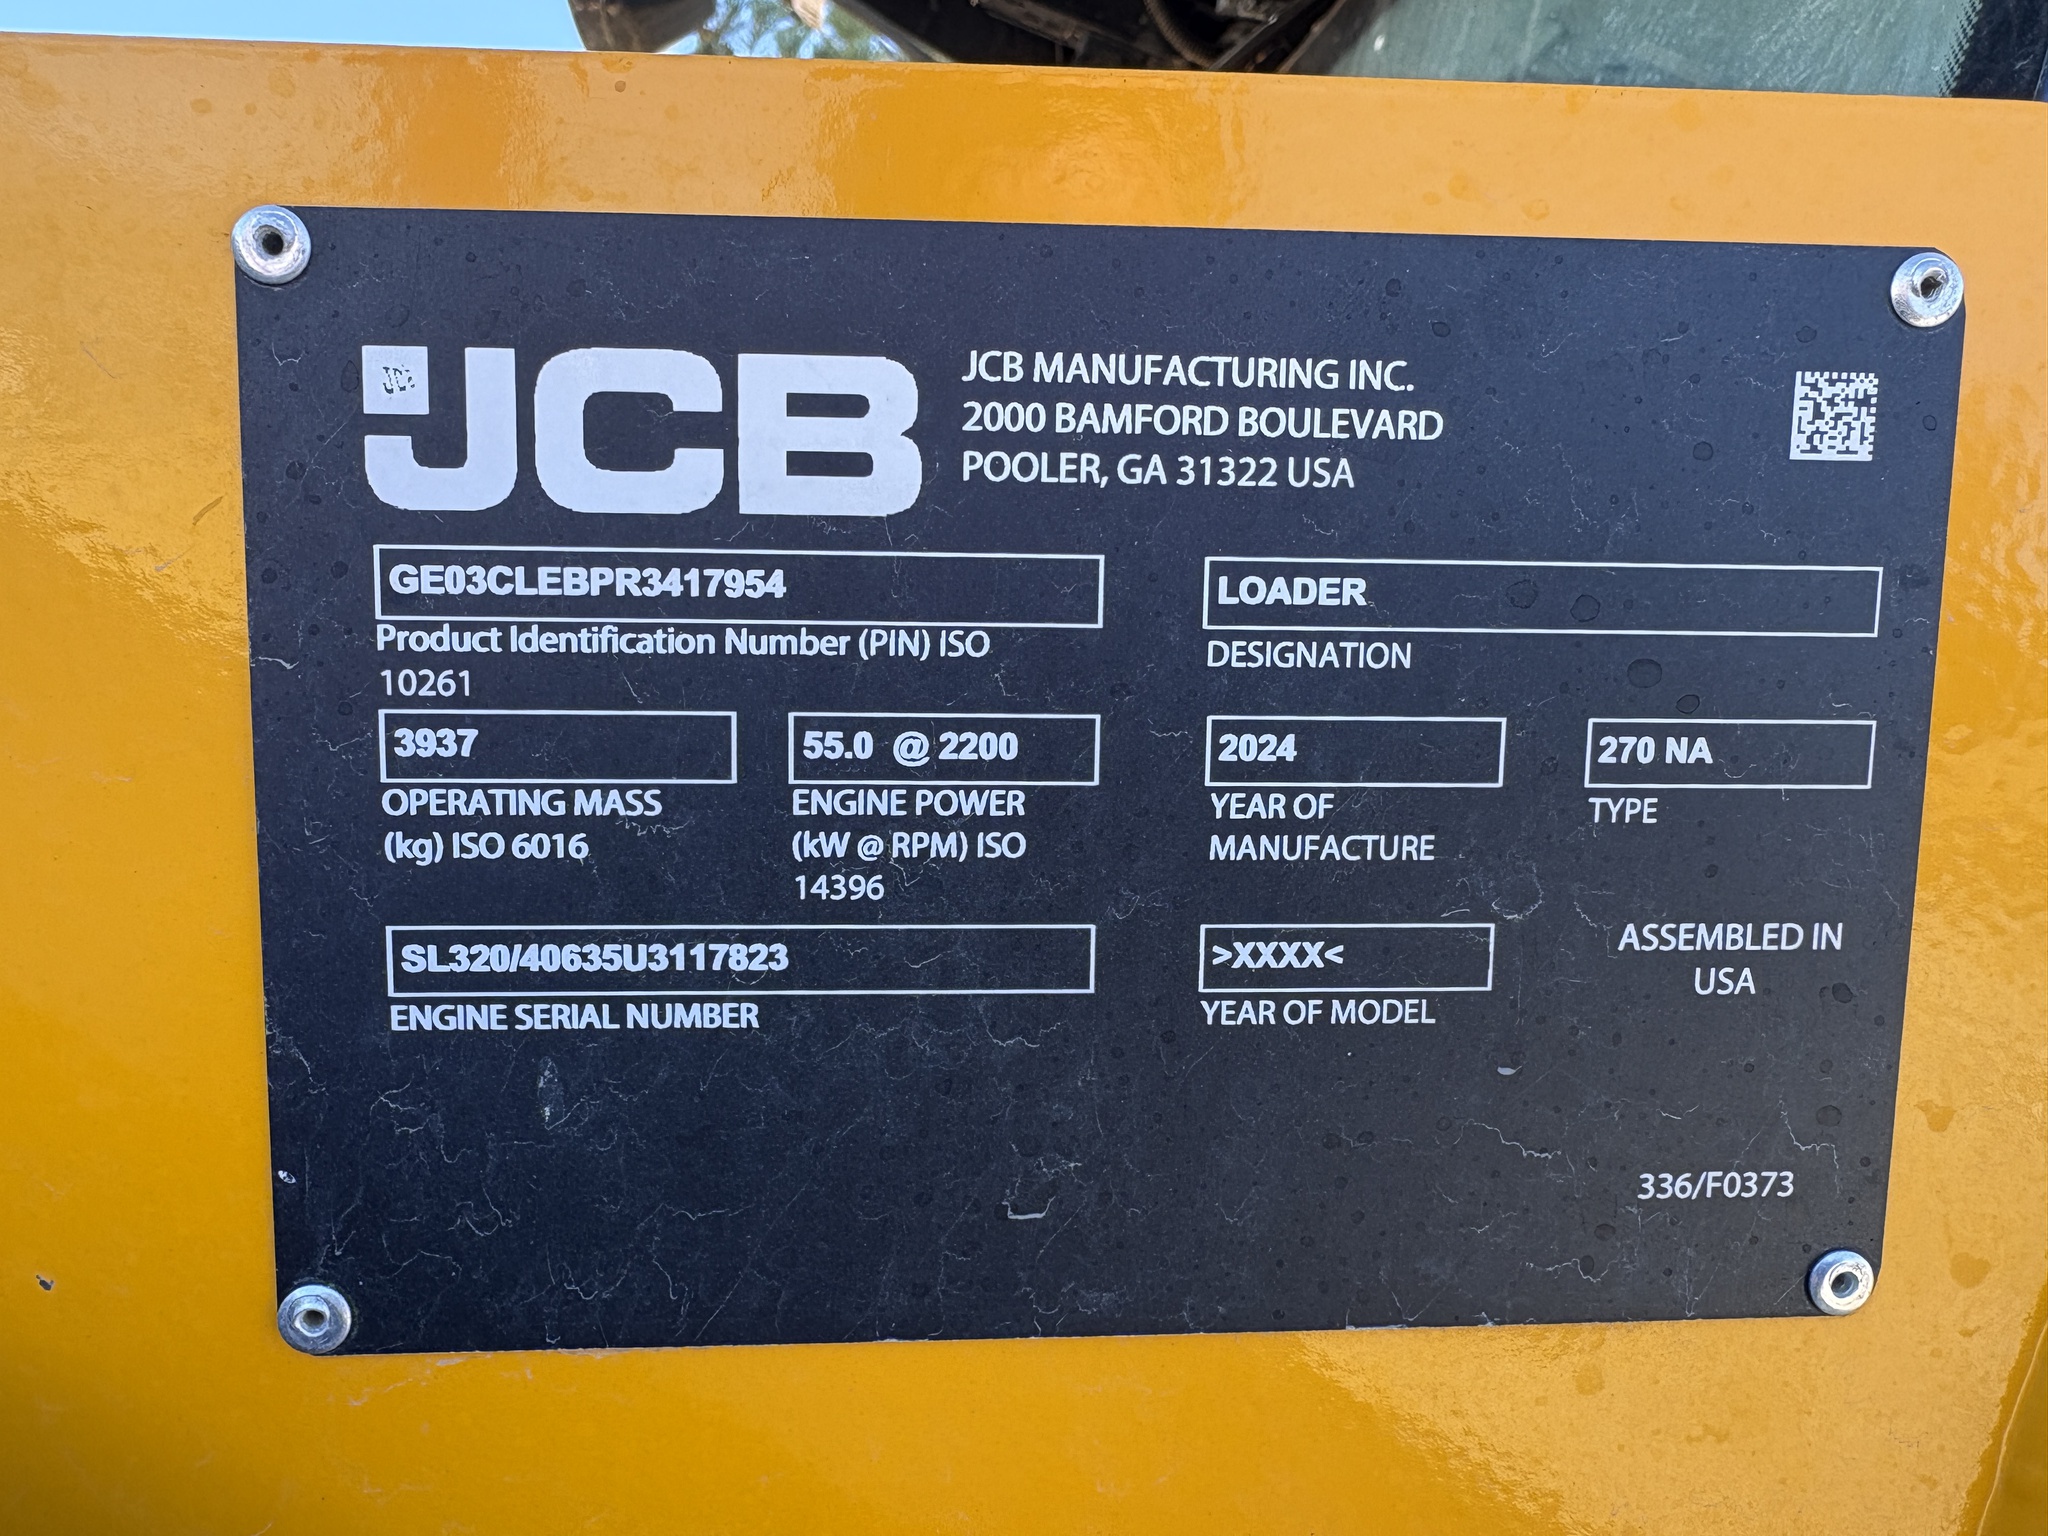 JCB
JCB MANUFACTURING INC.
2000 BAMFORD BOULEVARD
POOLER, GA 31322 USA
GE03CLEBPR3417954
Product Identification Number (PIN) ISO
10261
LOADER
DESIGNATION
3937
OPERATING MASS
(kg) ISO 6016
55.0 @ 2200
ENGINE POWER
(kW @ RPM) ISO
14396
2024
YEAR OF
MANUFACTURE
270 NA
TYPE
SL320/40635U3117823
ENGINE SERIAL NUMBER
>XXXX<
YEAR OF MODEL
ASSEMBLED IN
USA
336/F0373